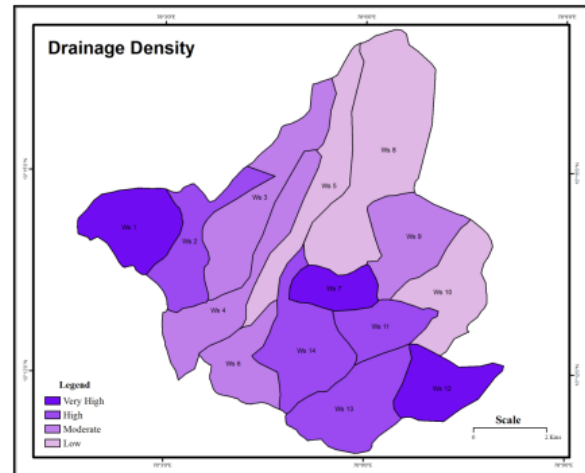 Drainage Density
Ws 8
Ws 5
Ws 3
Ws 1
Ws 2
Ws 9
Ws 7
Ws 10
Ws 4
Ws 11
Ws 14
Ws 6
Ws 12
Ws 13
Legend
Very High
High
Moderate
Low
Scale
0 2 Kms